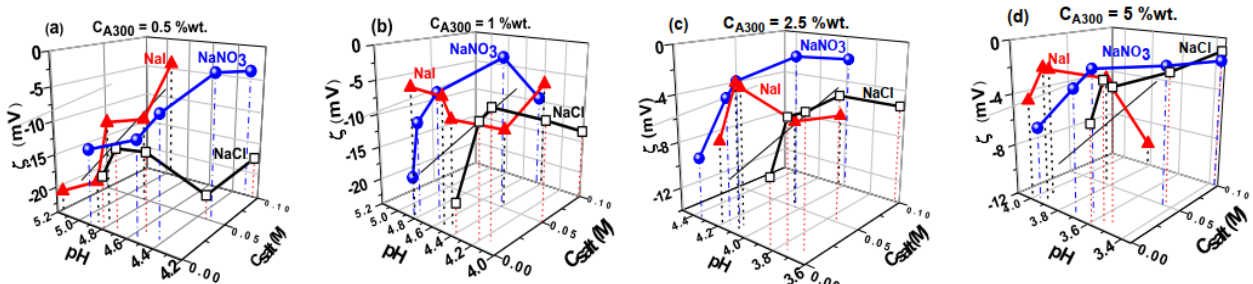 (a)
C_A300 = 0.5 %wt.
NaI
NaNO3
NaCl
ζ (mV)
0
-5
-10
-15
-20
5.2
5.0
4.8
4.6
4.4
4.2
pH
0.00
0.05
0.10
Csalt (M)
(b)
C_A300 = 1 %wt.
NaNO3
NaI
NaCl
ζ (mV)
0
-5
-10
-15
-20
5.2
5.0
4.8
4.6
4.4
4.2
4.0
pH
0.00
0.05
0.10
Csalt (M)
(c)
C_A300 = 2.5 %wt.
NaNO3
NaI
NaCl
ζ (mV)
0
-4
-8
-12
4.4
4.2
4.0
3.8
3.6
pH
0.00
0.05
0.10
Csalt (M)
(d)
C_A300 = 5 %wt.
NaI
NaNO3
NaCl
ζ (mV)
0
-4
-8
-12
4.0
3.8
3.6
3.4
pH
0.00
0.05
0.10
Csalt (M)